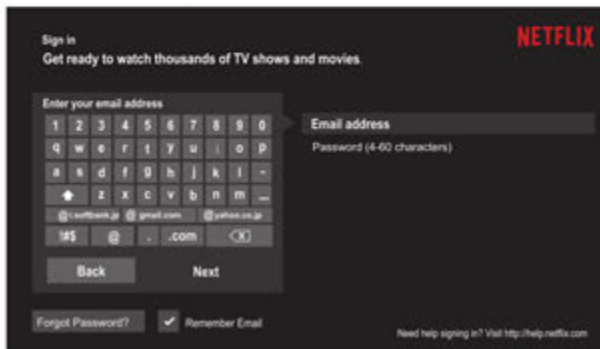 NETFLIX
Sign in
Get ready to watch thousands of TV shows and movies.
Enter your email address
1 2 3 4 5 6 7 8 9 0
q w e r t y u i o p
a s d f g h j k l -
z x c v b n m _
@i.softbank.jp @gmail.com @yahoo.co.jp
!#$ @ . .com
Back Next
Email address
Password (4-60 characters)
Forgot Password? Remember Email
Need help signing in? Visit http://help.netflix.com